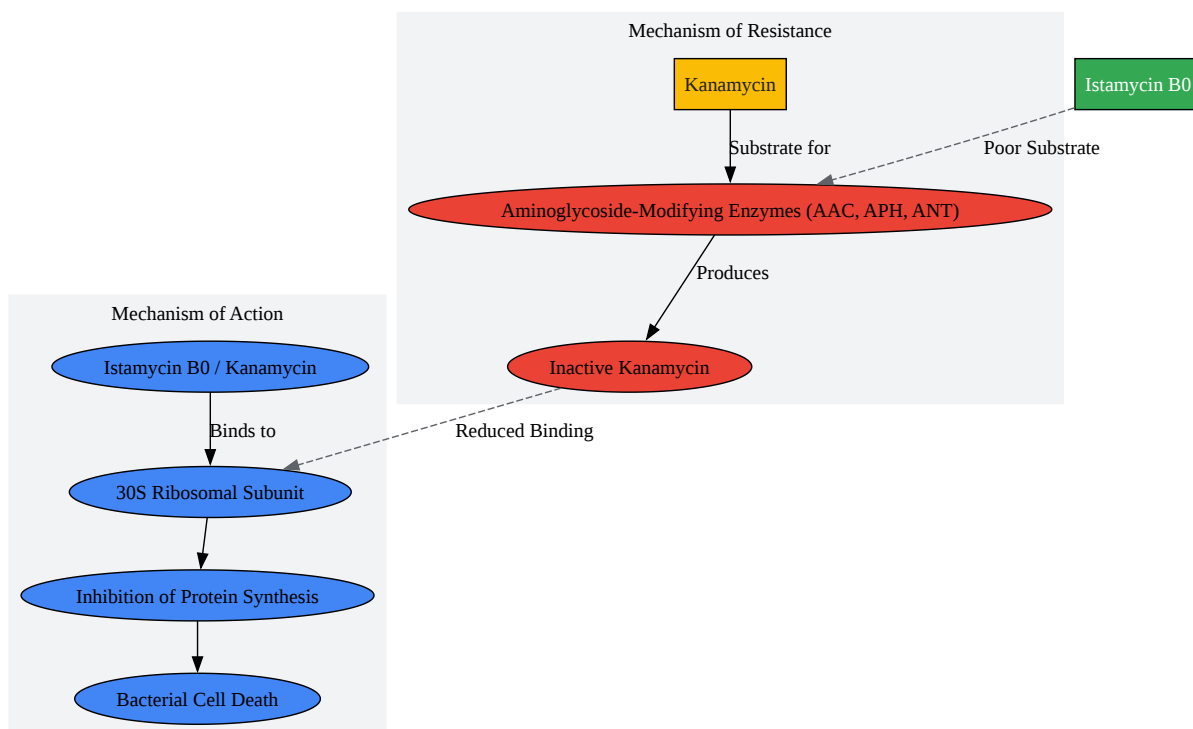 Mechanism of Resistance
Kanamycin
Istamycin B0
Substrate for
Poor Substrate
Aminoglycoside-Modifying Enzymes (AAC, APH, ANT)
Produces
Mechanism of Action
Istamycin B0 / Kanamycin
Inactive Kanamycin
Binds to
Reduced Binding
30S Ribosomal Subunit
Inhibition of Protein Synthesis
Bacterial Cell Death